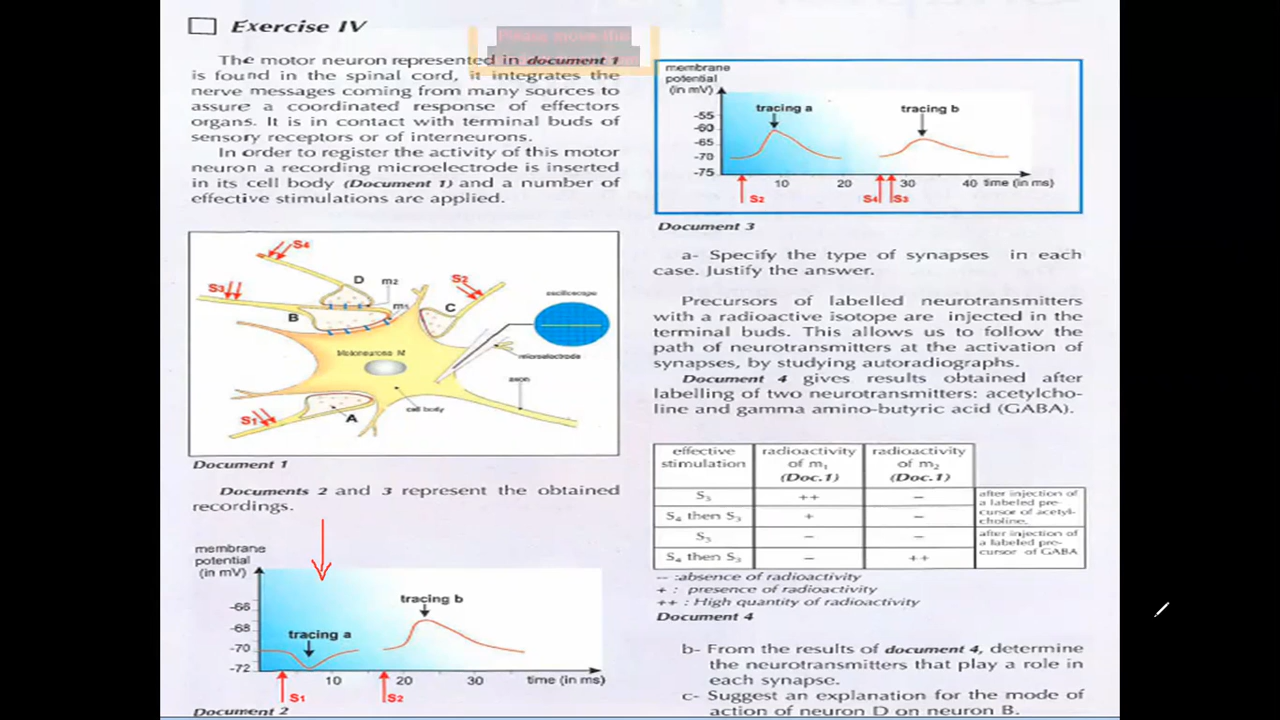 Exercise IV
Please move this
The motor neuron represented in document 1
is found in the spinal cord, it integrates the
nerve messages coming from many sources to
assure a coordinated response of effectors
organs. It is in contact with terminal buds of
sensory receptors or of interneurons.
In order to register the activity of this motor
neuron a recording microelectrode is inserted
in its cell body (Document 1) and a number of
effective stimulations are applied.
S4
S3
S2
D
m2
m1
B
C
oscilloscope
Motoneurone M
microelectrode
axon
cell body
S1
A
Document 1
Documents 2 and 3 represent the obtained
recordings.
membrane
potential
(in mV)
-66
-68
-70
-72
tracing a
tracing b
10
20
30
time (in ms)
S1
S2
Document 2
membrane
potential
(in mV)
-55
-60
-65
-70
-75
tracing a
tracing b
10
20
30
40
time (in ms)
S2
S4
S3
Document 3
a- Specify the type of synapses in each
case. Justify the answer.
Precursors of labelled neurotransmitters
with a radioactive isotope are injected in the
terminal buds. This allows us to follow the
path of neurotransmitters at the activation of
synapses, by studying autoradiographs.
Document 4 gives results obtained after
labelling of two neurotransmitters: acetylcho-
line and gamma amino-butyric acid (GABA).
effective stimulation | radioactivity of m1 (Doc.1) | radioactivity of m2 (Doc.1)
S3 | ++ | – | after injection of a labeled pre-cursor of acetyl-choline.
S4 then S3 | + | –
S3 | – | – | after injection of a labeled pre-cursor of GABA
S4 then S3 | – | ++
-- :absence of radioactivity
+ : presence of radioactivity
++ : High quantity of radioactivity
Document 4
b- From the results of document 4, determine
the neurotransmitters that play a role in
each synapse.
c- Suggest an explanation for the mode of
action of neuron D on neuron B.